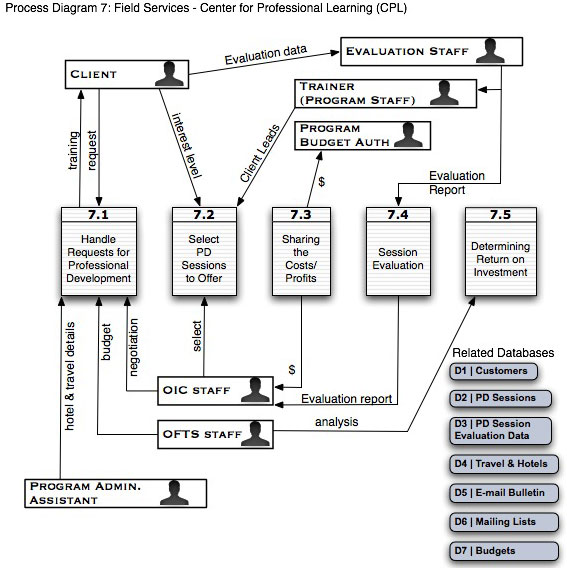 Process Diagram 7: Field Services - Center for Professional Learning (CPL)
Evaluation data
EVALUATION STAFF
CLIENT
TRAINER
(PROGRAM STAFF)
PROGRAM
BUDGET AUTH
training
request
interest level
Client Leads
$
Evaluation
Report
7.1
Handle
Requests for
Professional
Development
7.2
Select
PD
Sessions
to Offer
7.3
Sharing
the
Costs/
Profits
7.4
Session
Evaluation
7.5
Determining
Return on
Investment
hotel & travel details
budget
negotiation
select
$
OIC STAFF
Evaluation report
OFTS STAFF
analysis
PROGRAM ADMIN.
ASSISTANT
Related Databases
D1 | Customers
D2 | PD Sessions
D3 | PD Session
Evaluation Data
D4 | Travel & Hotels
D5 | E-mail Bulletin
D6 | Mailing Lists
D7 | Budgets